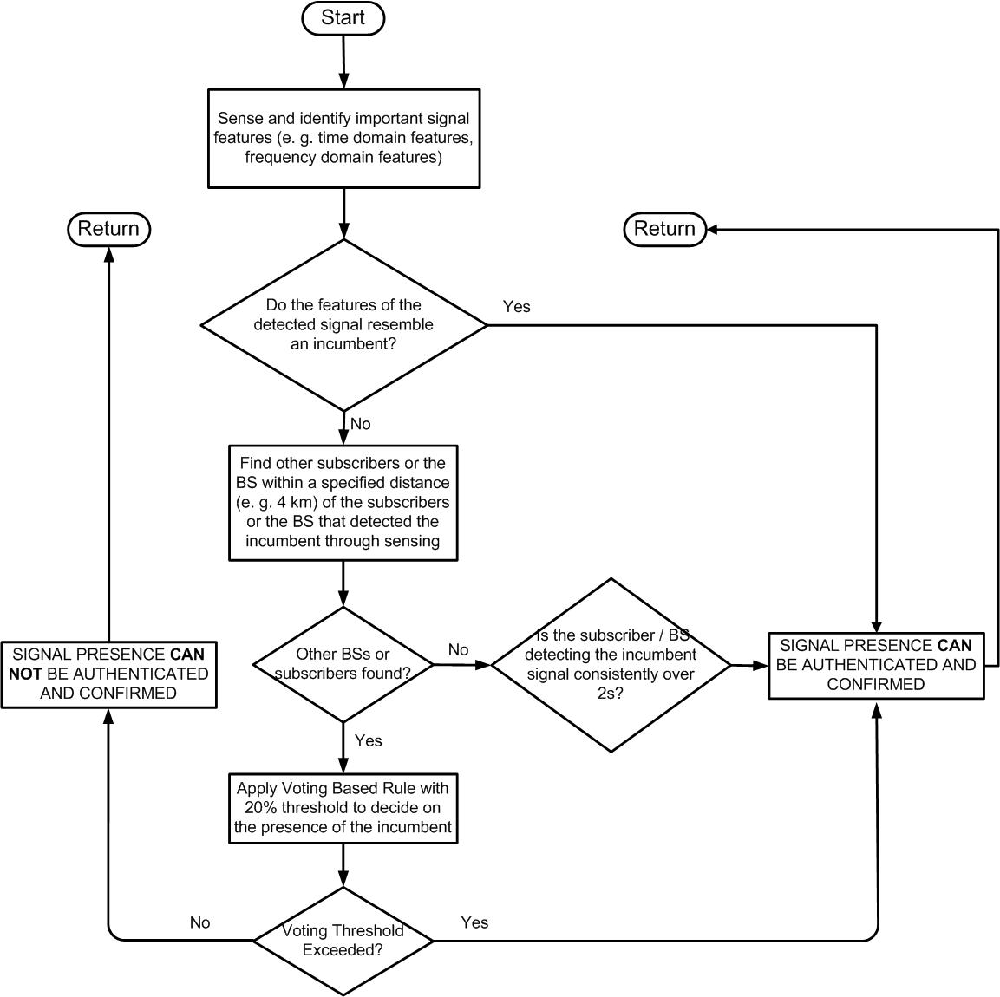 Start
Sense and identify important signal
features (e. g. time domain features,
frequency domain features)
Return
Return
Do the features of the
detected signal resemble
an incumbent?
Yes
No
Find other subscribers or the
BS within a specified distance
(e. g. 4 km) of the subscribers
or the BS that detected the
incumbent through sensing
Other BSs or
subscribers found?
No
Is the subscriber / BS
detecting the incumbent
signal consistently over
2s?
SIGNAL PRESENCE CAN
BE AUTHENTICATED AND
CONFIRMED
SIGNAL PRESENCE CAN
NOT BE AUTHENTICATED
AND CONFIRMED
Yes
Apply Voting Based Rule with
20% threshold to decide on
the presence of the incumbent
No
Voting Threshold
Exceeded?
Yes